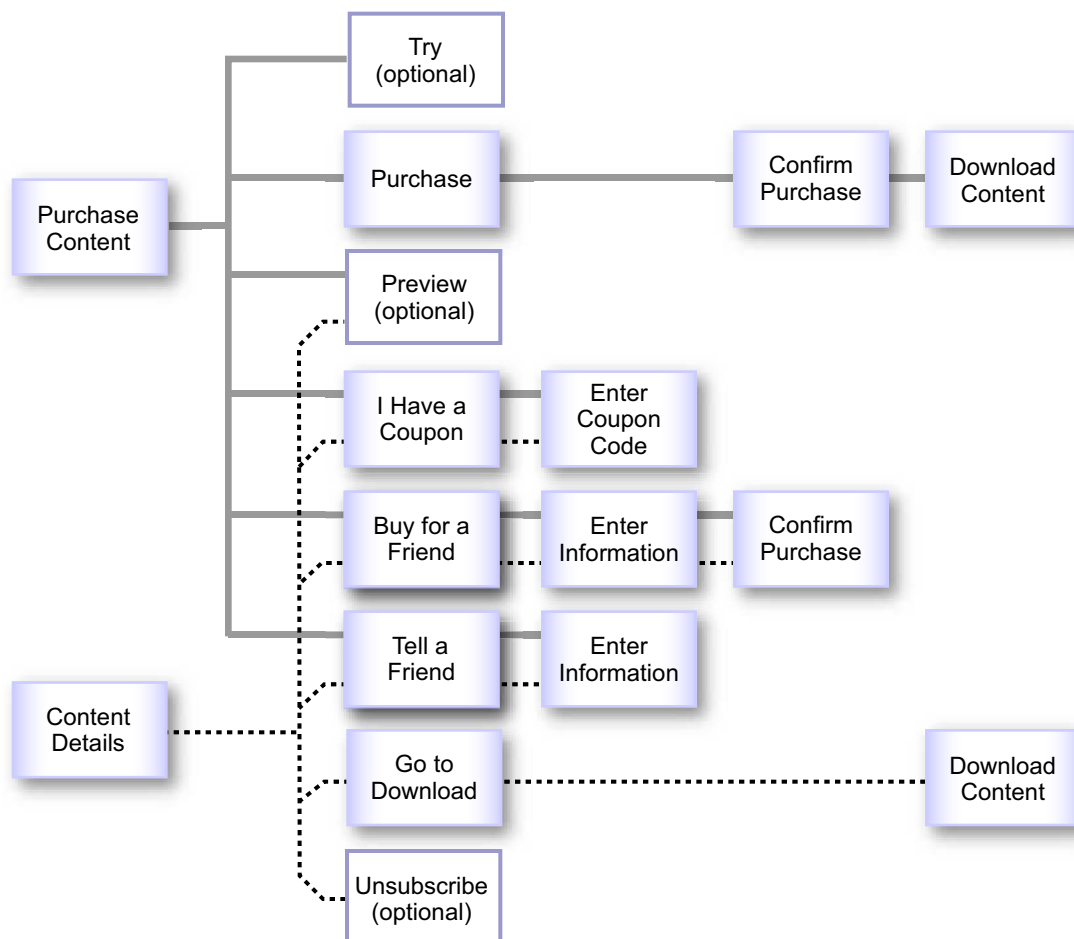 Try
(optional)
Purchase
Confirm
Purchase
Download
Content
Purchase
Content
Preview
(optional)
I Have a
Coupon
Enter
Coupon
Code
Buy for a
Friend
Enter
Information
Confirm
Purchase
Tell a
Friend
Enter
Information
Content
Details
Go to
Download
Download
Content
Unsubscribe
(optional)